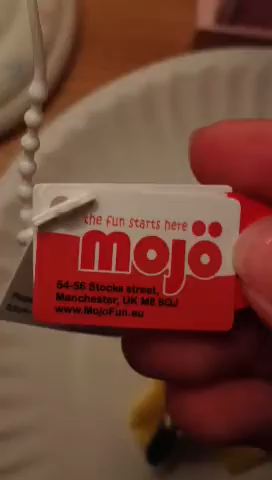 the fun starts here
mojö
54-56 Stocks street,
Manchester, UK M8 8QJ
www.MojoFun.eu